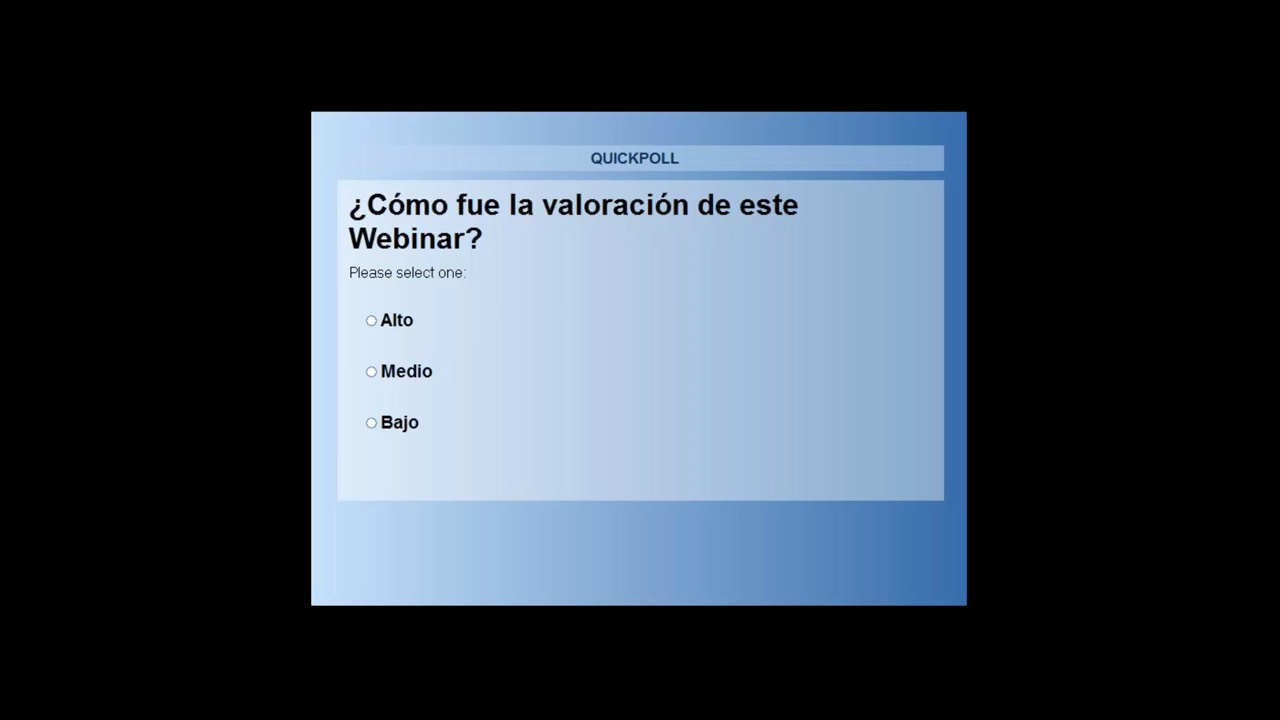 QUICKPOLL
¿Cómo fue la valoración de este
Webinar?
Please select one:
Alto
Medio
Bajo